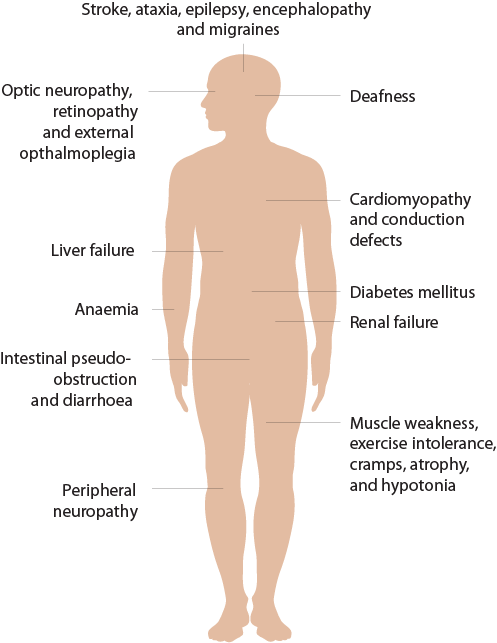 Stroke, ataxia, epilepsy, encephalopathy
and migraines
Optic neuropathy,
retinopathy
and external
opthalmoplegia
Deafness
Cardiomyopathy
and conduction
defects
Liver failure
Diabetes mellitus
Anaemia
Renal failure
Intestinal pseudo-
obstruction
and diarrhoea
Muscle weakness,
exercise intolerance,
cramps, atrophy,
and hypotonia
Peripheral
neuropathy